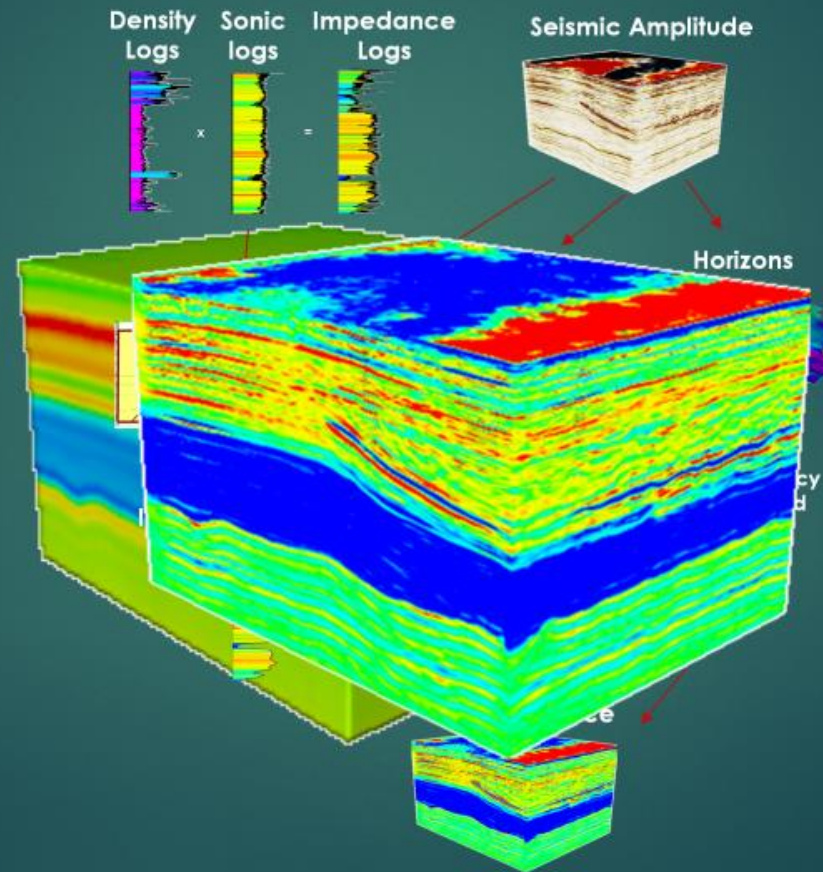 Density
Logs
Sonic
logs
Impedance
Logs
Seismic Amplitude
x
=
Horizons